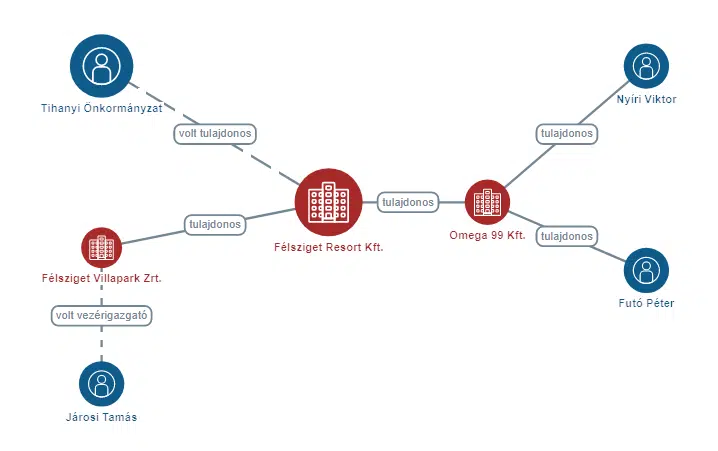 Nyíri Viktor
Tihanyi Önkormányzat
volt tulajdonos
tulajdonos
tulajdonos
Omega 99 Kft.
tulajdonos
tulajdonos
Félsziget Resort Kft.
Félsziget Villapark Zrt.
Futó Péter
volt vezérigazgató
Járosi Tamás